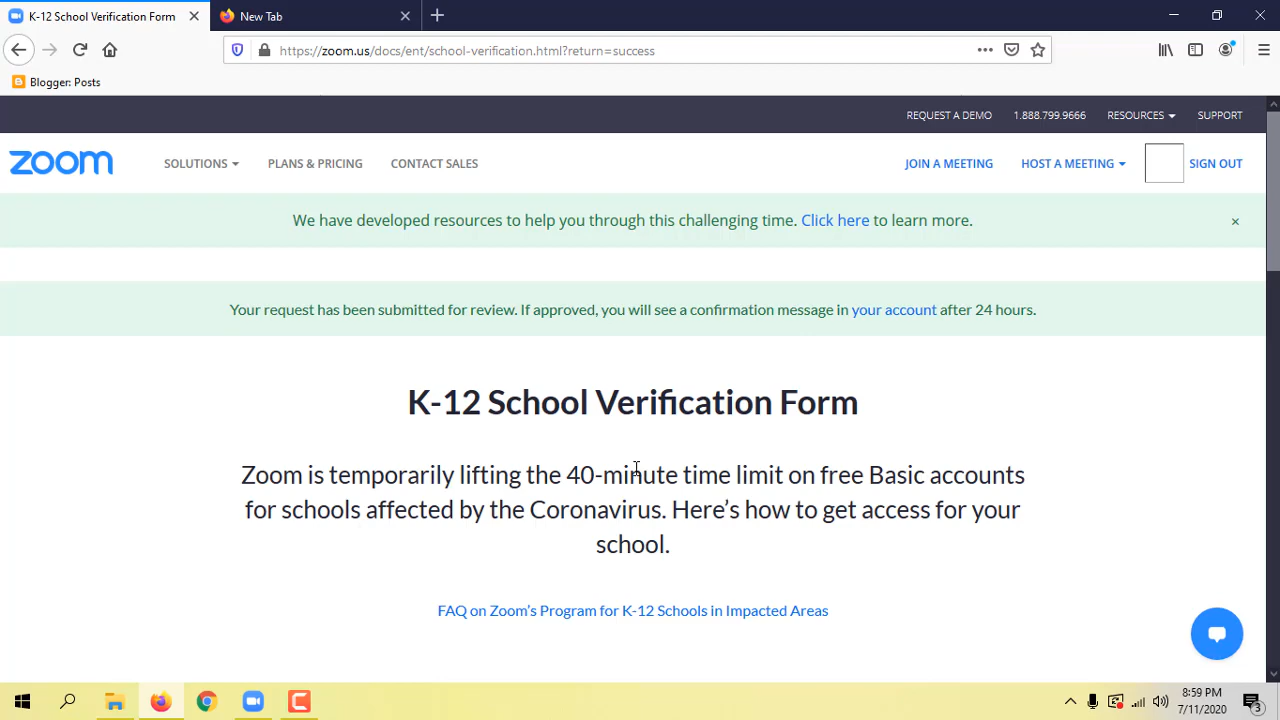 K-12 School Verification Form
New Tab
https://zoom.us/docs/ent/school-verification.html?return=success
Blogger: Posts
REQUEST A DEMO 1.888.799.9666 RESOURCES SUPPORT
zoom SOLUTIONS PLANS & PRICING CONTACT SALES JOIN A MEETING HOST A MEETING SIGN OUT
We have developed resources to help you through this challenging time. Click here to learn more. ×
Your request has been submitted for review. If approved, you will see a confirmation message in your account after 24 hours.
K-12 School Verification Form
Zoom is temporarily lifting the 40-minute time limit on free Basic accounts
for schools affected by the Coronavirus. Here’s how to get access for your
school.
FAQ on Zoom’s Program for K-12 Schools in Impacted Areas
8:59 PM
7/11/2020
3